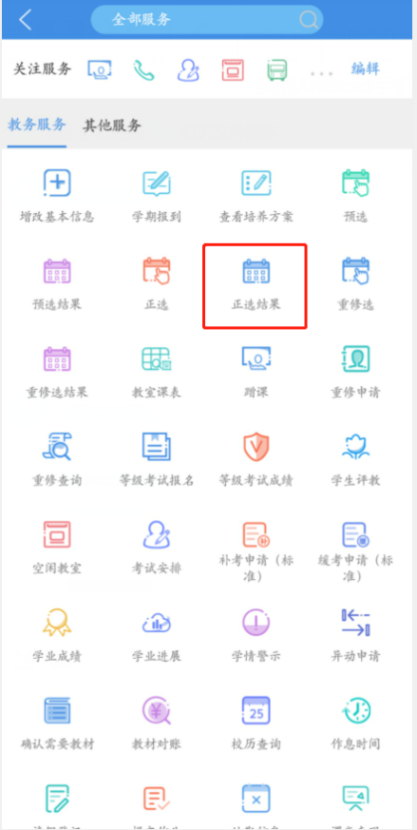 全部服务
关注服务 ... 编辑
教务服务 其他服务
增改基本信息 学期报到 查看培养方案 预选
预选结果 正选 正选结果 重修选
重修选结果 教室课表 蹭课 重修申请
重修查询 等级考试报名 等级考试成绩 学生评教
空闲教室 考试安排 补考申请（标 缓考申请（标
准） 准）
学业成绩 学业进展 学情警示 异动申请
25
确认需要教材 教材对账 校历查询 作息时间